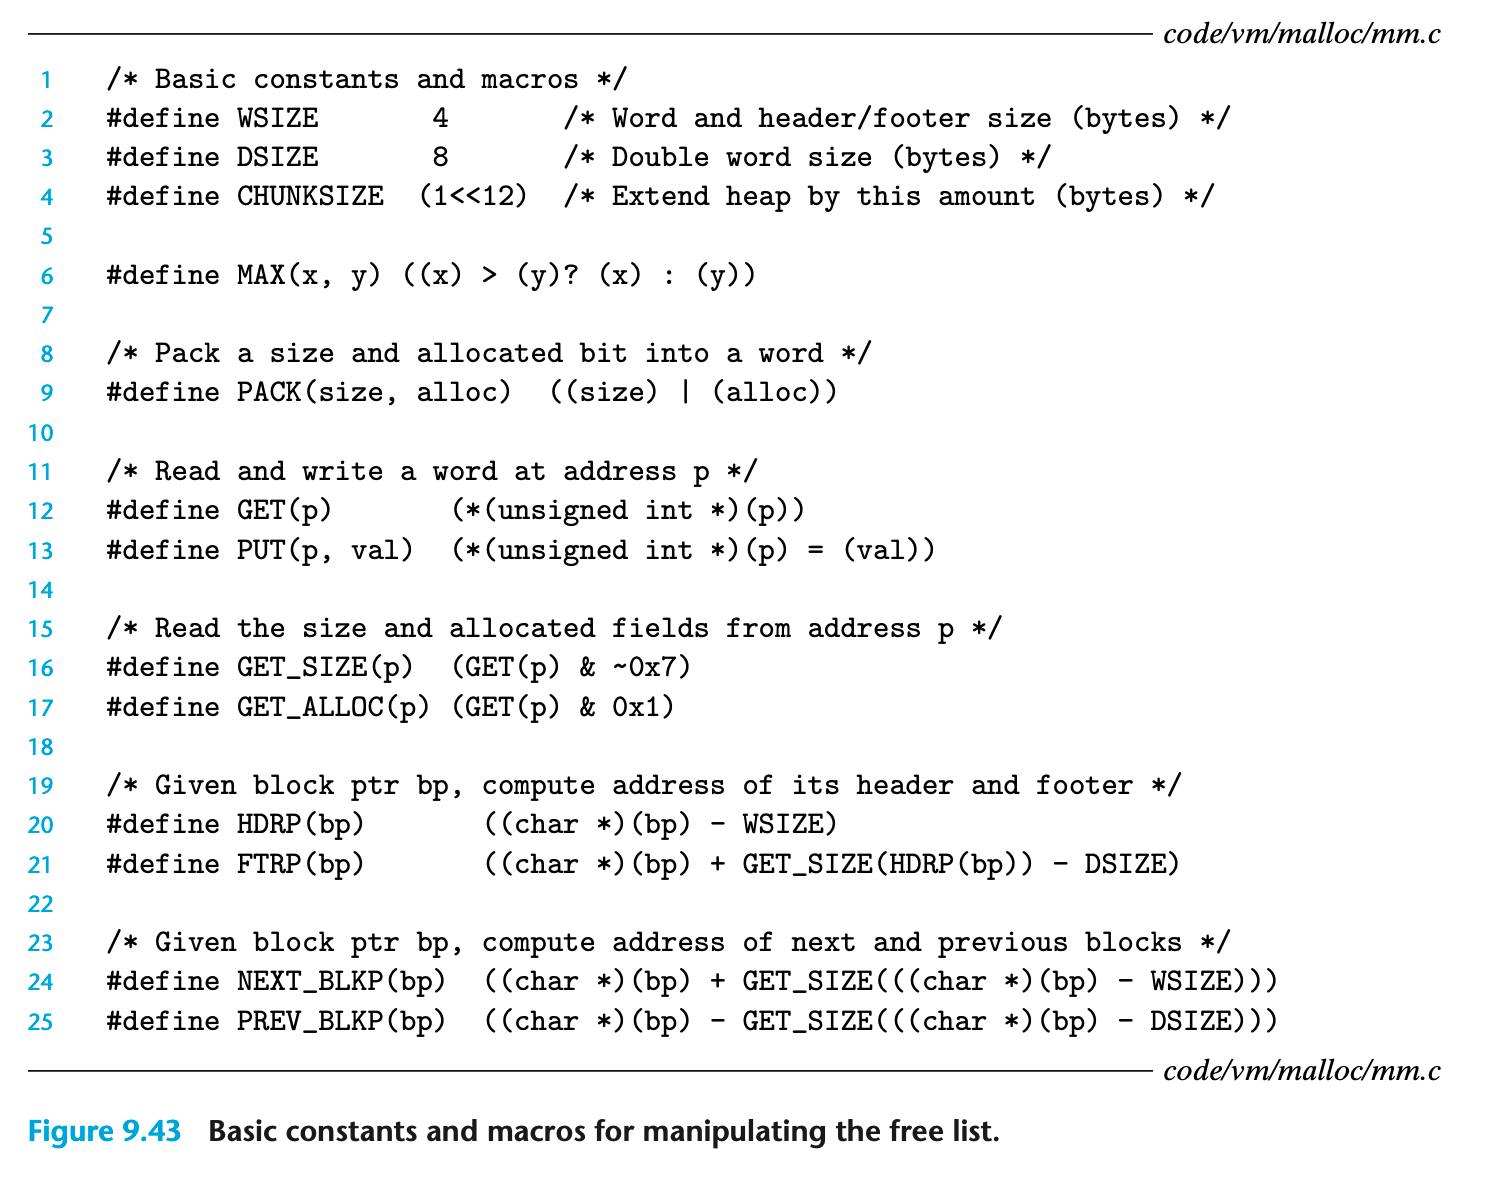 code/vm/malloc/mm.c
1 /* Basic constants and macros */
2 #define WSIZE       4       /* Word and header/footer size (bytes) */
3 #define DSIZE       8       /* Double word size (bytes) */
4 #define CHUNKSIZE  (1<<12)  /* Extend heap by this amount (bytes) */
5
6 #define MAX(x, y) ((x) > (y)? (x) : (y))
7
8 /* Pack a size and allocated bit into a word */
9 #define PACK(size, alloc)  ((size) | (alloc))
10
11 /* Read and write a word at address p */
12 #define GET(p)       (*(unsigned int *)(p))
13 #define PUT(p, val)  (*(unsigned int *)(p) = (val))
14
15 /* Read the size and allocated fields from address p */
16 #define GET_SIZE(p)  (GET(p) & ~0x7)
17 #define GET_ALLOC(p) (GET(p) & 0x1)
18
19 /* Given block ptr bp, compute address of its header and footer */
20 #define HDRP(bp)       ((char *)(bp) - WSIZE)
21 #define FTRP(bp)       ((char *)(bp) + GET_SIZE(HDRP(bp)) - DSIZE)
22
23 /* Given block ptr bp, compute address of next and previous blocks */
24 #define NEXT_BLKP(bp)  ((char *)(bp) + GET_SIZE(((char *)(bp) - WSIZE)))
25 #define PREV_BLKP(bp)  ((char *)(bp) - GET_SIZE(((char *)(bp) - DSIZE)))
code/vm/malloc/mm.c
Figure 9.43 Basic constants and macros for manipulating the free list.